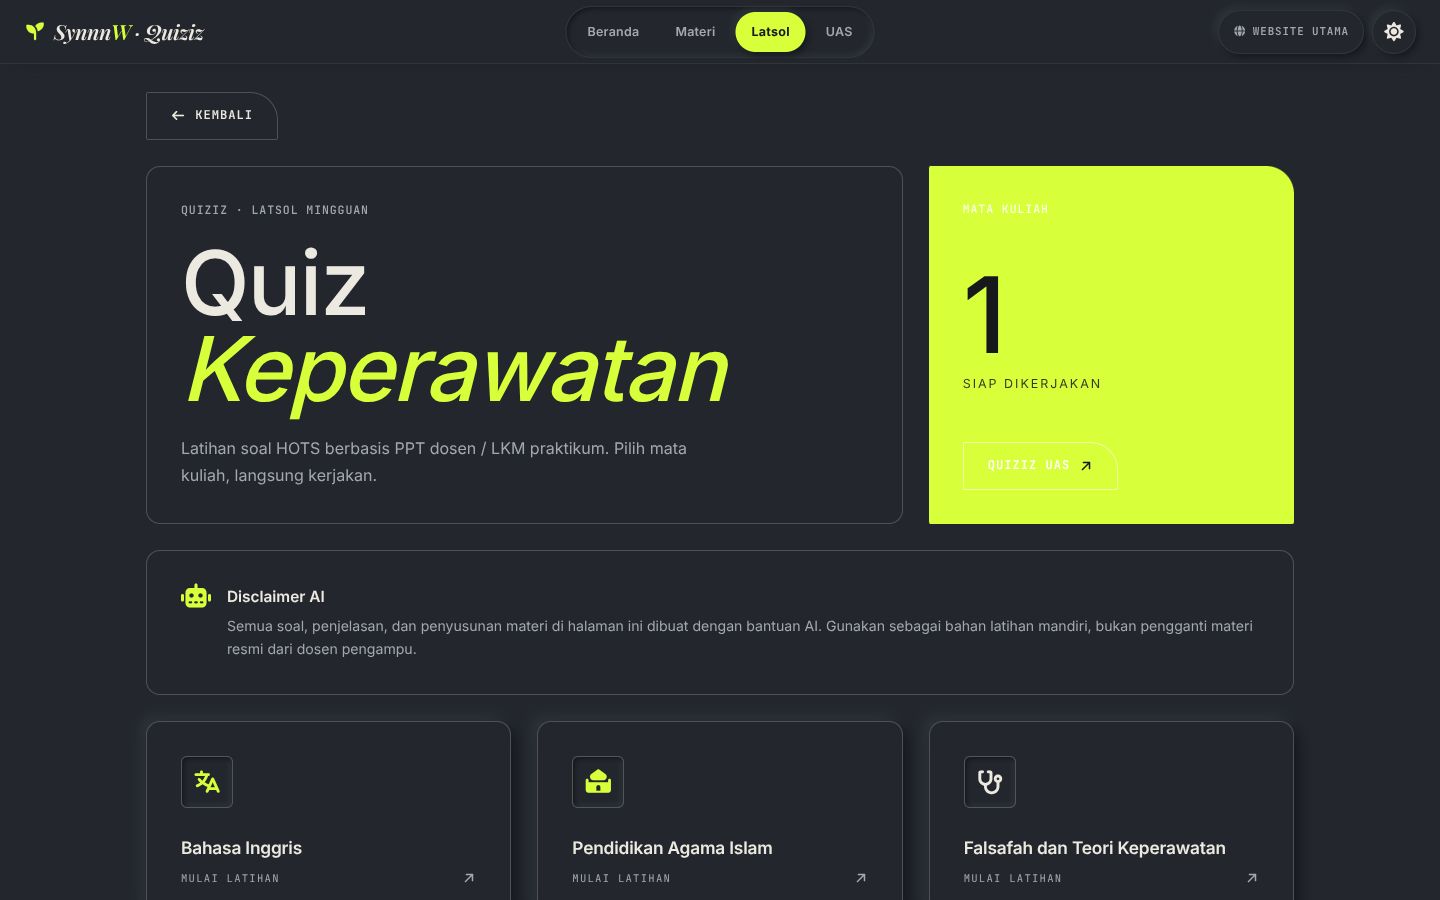 SynnnW · Quiziz
Beranda
Materi
Latsol
UAS
WEBSITE UTAMA
KEMBALI
QUIZIZ · LATSOL MINGGUAN
Quiz
Keperawatan
Latihan soal HOTS berbasis PPT dosen / LKM praktikum. Pilih mata
kuliah, langsung kerjakan.
MATA KULIAH
1
SIAP DIKERJAKAN
QUIZIZ UAS
Disclaimer AI
Semua soal, penjelasan, dan penyusunan materi di halaman ini dibuat dengan bantuan AI. Gunakan sebagai bahan latihan mandiri, bukan pengganti materi
resmi dari dosen pengampu.
Bahasa Inggris
MULAI LATIHAN
Pendidikan Agama Islam
MULAI LATIHAN
Falsafah dan Teori Keperawatan
MULAI LATIHAN